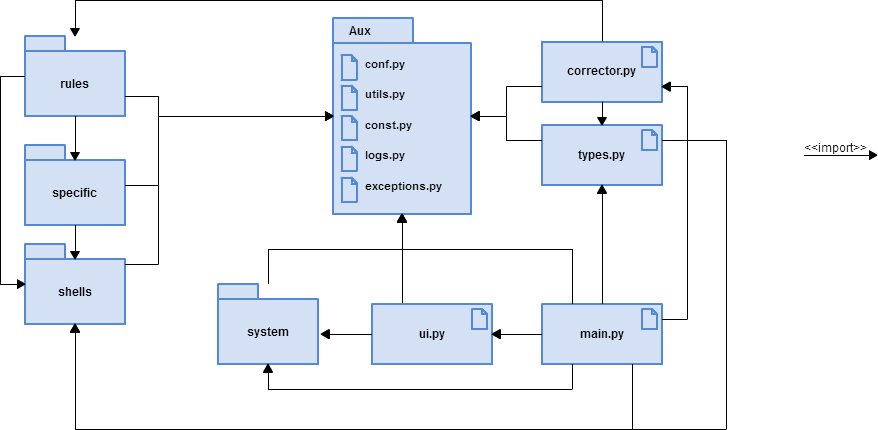 Aux
conf.py
utils.py
const.py
logs.py
exceptions.py
rules
specific
shells
corrector.py
types.py
<<import>>
system
ui.py
main.py